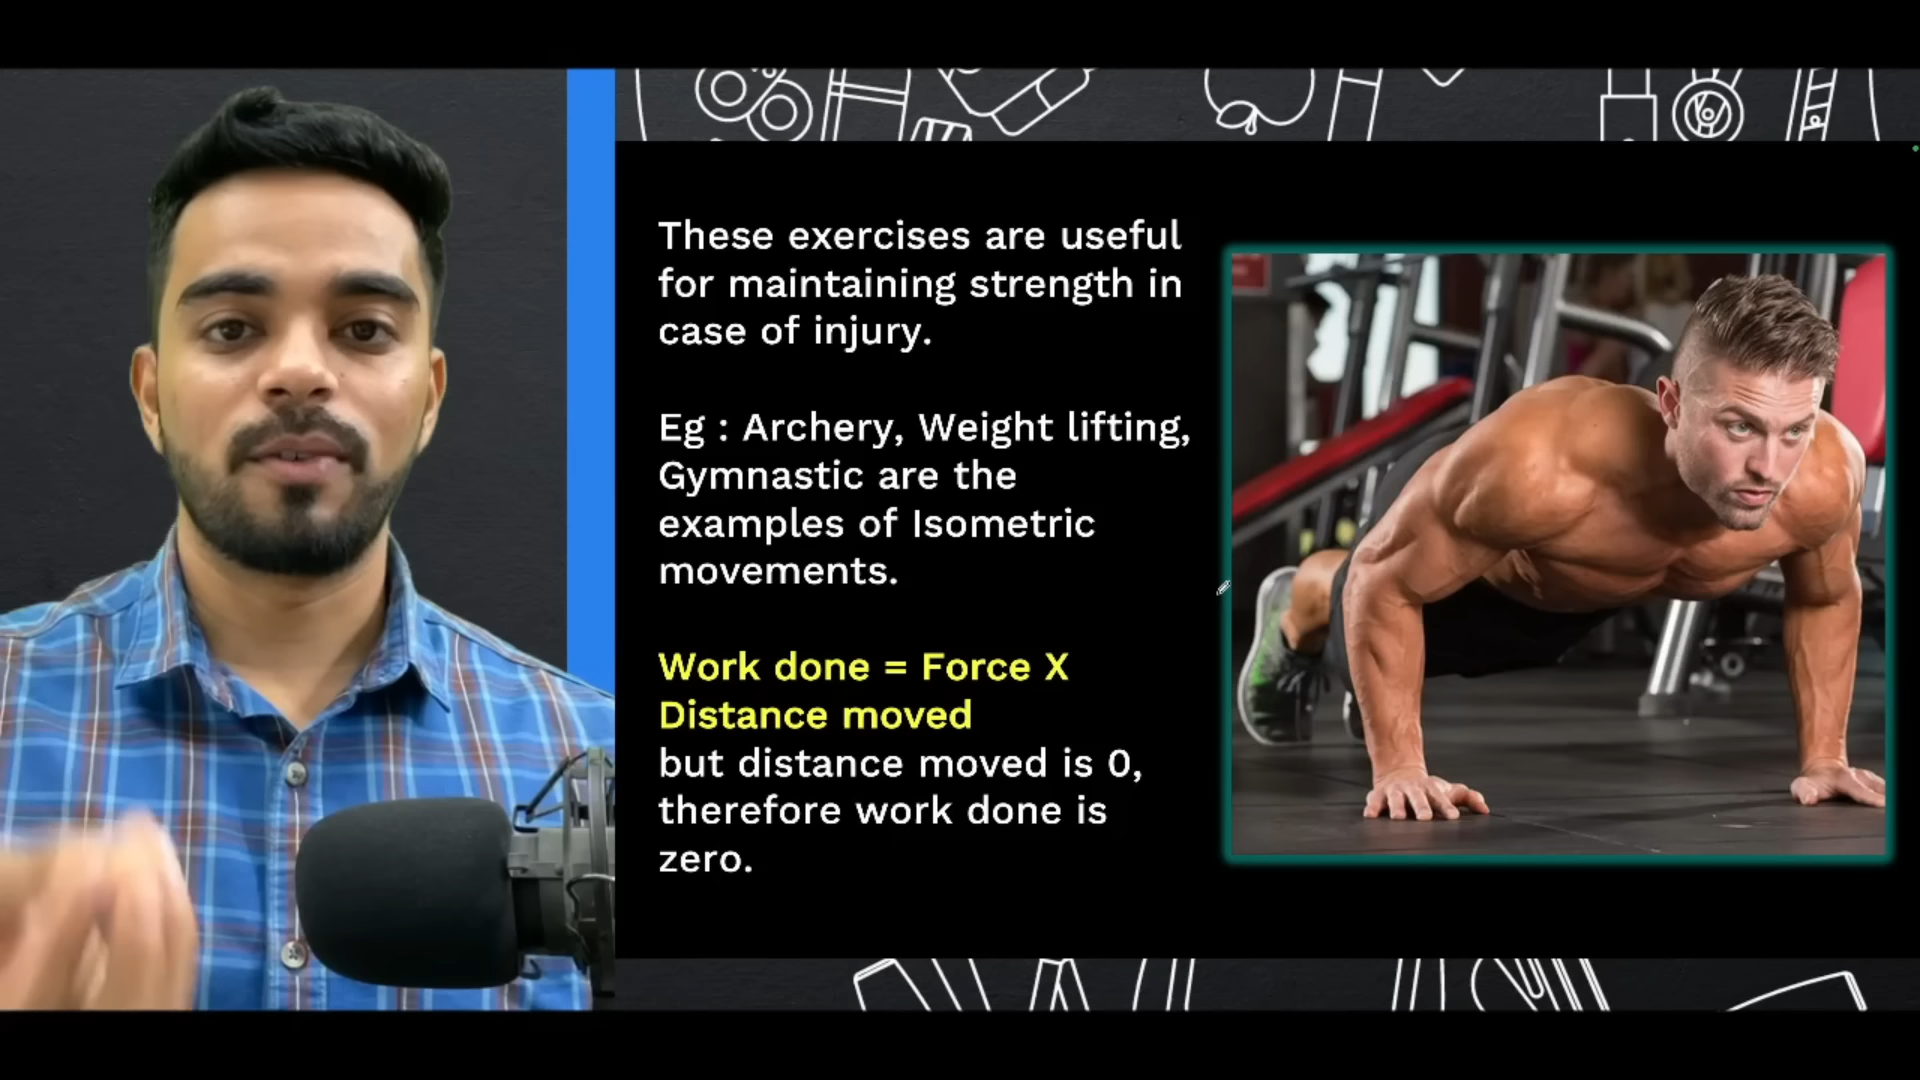 These exercises are useful
for maintaining strength in
case of injury.
Eg : Archery, Weight lifting,
Gymnastic are the
examples of Isometric
movements.
Work done = Force X
Distance moved
but distance moved is 0,
therefore work done is
zero.